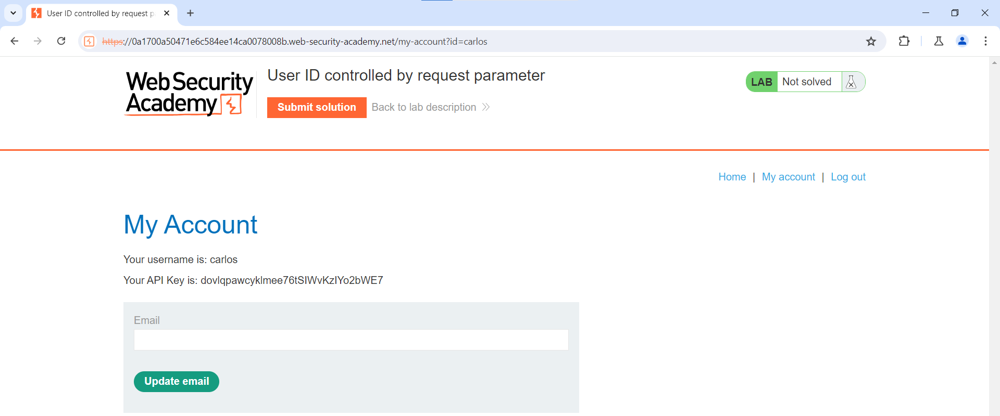 User ID controlled by request p
https://0a1700a50471e6c584ee14ca0078008b.web-security-academy.net/my-account?id=carlos
Web Security
Academy
User ID controlled by request parameter
Submit solution
Back to lab description
LAB
Not solved
Home | My account | Log out
My Account
Your username is: carlos
Your API Key is: dovlqpawcyklmee76tSIWvKzIYo2bWE7
Email
Update email